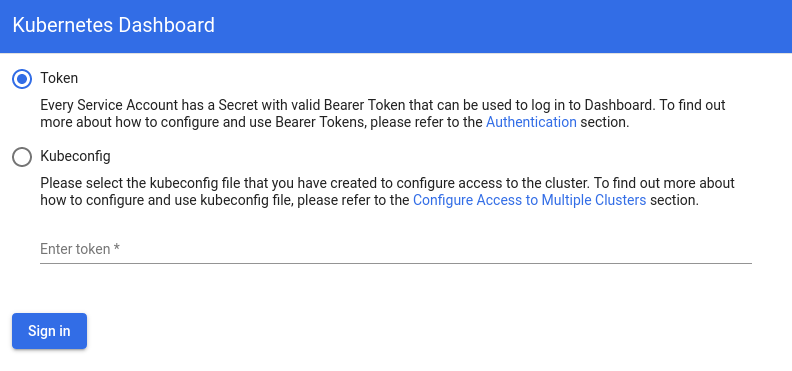 Kubernetes Dashboard
Token
Every Service Account has a Secret with valid Bearer Token that can be used to log in to Dashboard. To find out
more about how to configure and use Bearer Tokens, please refer to the Authentication section.
Kubeconfig
Please select the kubeconfig file that you have created to configure access to the cluster. To find out more about
how to configure and use kubeconfig file, please refer to the Configure Access to Multiple Clusters section.
Enter token *
Sign in